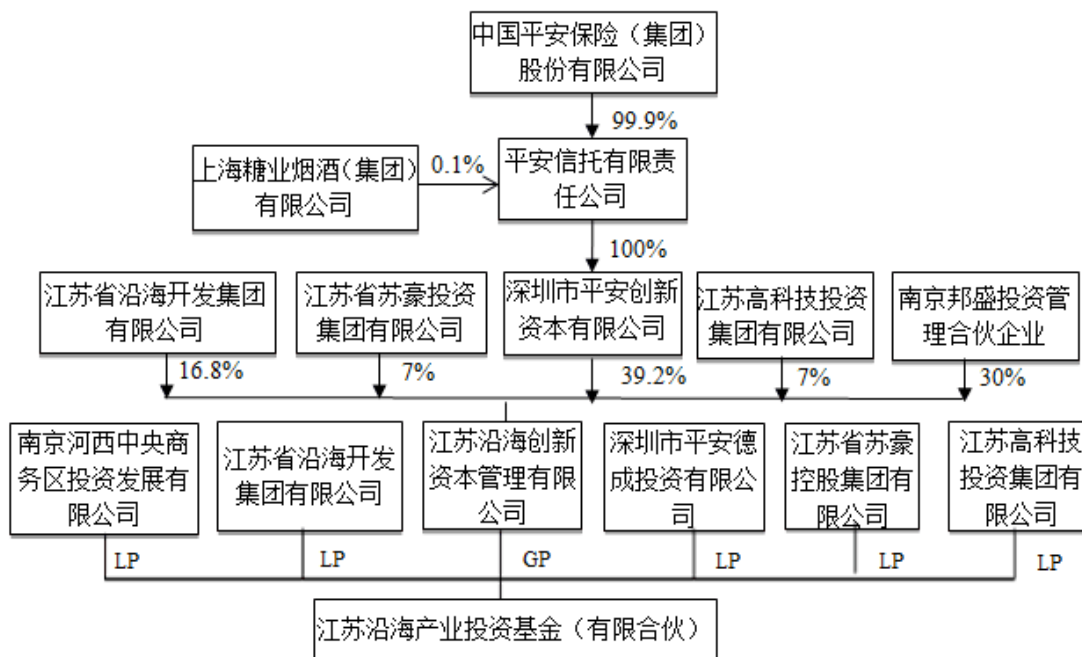 中国平安保险（集团）
股份有限公司
99.9%
上海糖业烟酒（集团）
有限公司
0.1%
平安信托有限责
任公司
100%
江苏省沿海开发集团
有限公司
江苏省苏豪投资
集团有限公司
深圳市平安创新
资本有限公司
江苏高科技投资
集团有限公司
南京邦盛投资管
理合伙企业
16.8%
7%
39.2%
7%
30%
南京河西中央商
务区投资发展有
限公司
江苏省沿海开发
集团有限公司
江苏沿海创新
资本管理有限
公司
深圳市平安德
成投资有限公
司
江苏省苏豪
控股集团有
限公司
江苏高科技
投资集团有
限公司
LP
LP
GP
LP
LP
LP
江苏沿海产业投资基金（有限合伙）